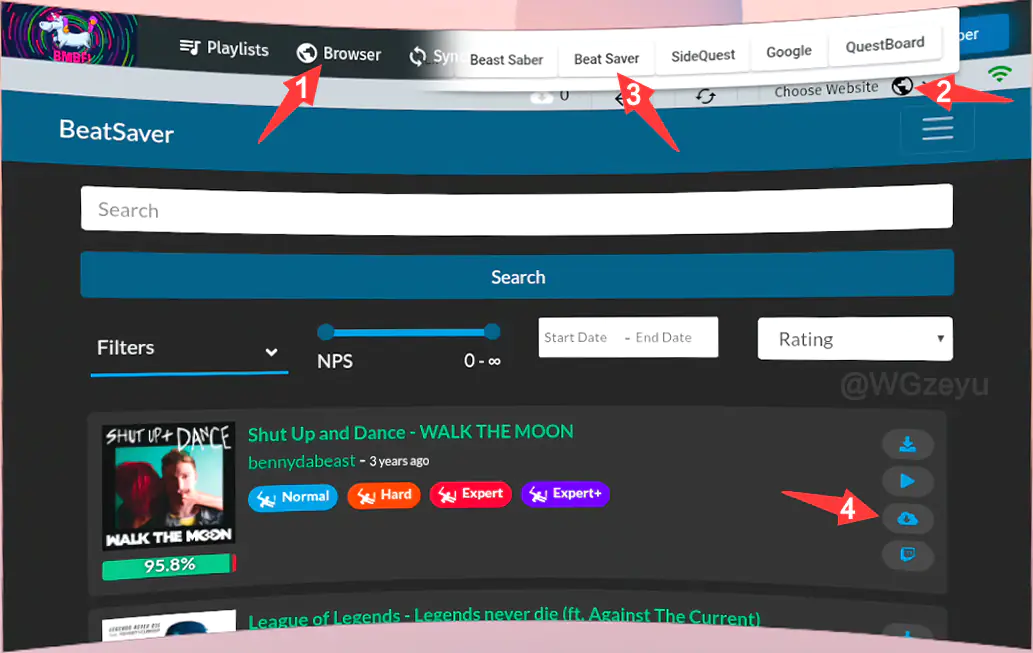 BMBF!
Playlists
Browser
Sync
Beast Saber
Beat Saver
SideQuest
Google
QuestBoard
ber
1
3
2
0
Choose Website
BeatSaver
Search
Search
Filters
NPS
0 - ∞
Start Date - End Date
Rating
@WGzeyu
SHUT UP + DANCE
WALK THE MOON
95.8%
Shut Up and Dance - WALK THE MOON
bennydabeast - 3 years ago
Normal
Hard
Expert
Expert+
4
LEGENDS NEVER DIE
League of Legends - Legends never die (ft. Against The Current)